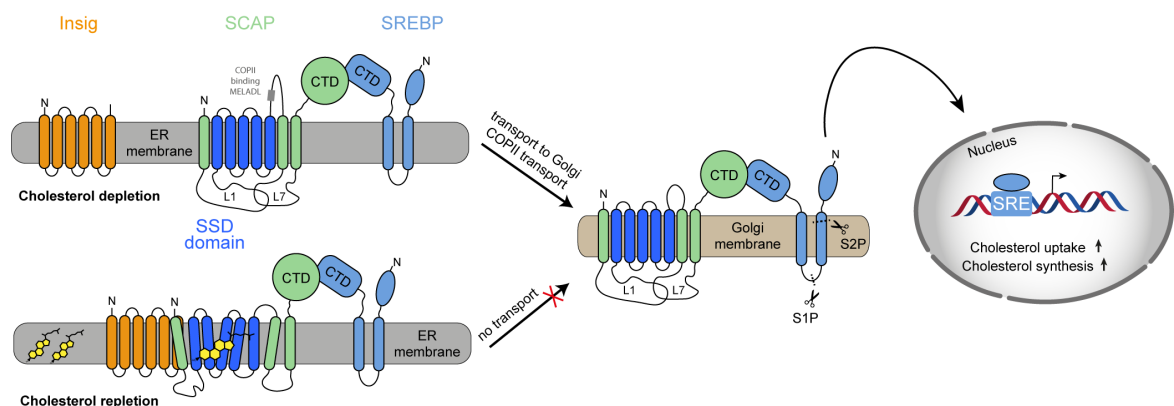 Insig
SCAP
SREBP
COPII
binding
MELADL
CTD
CTD
N
N
N
ER
membrane
L1
L7
Cholesterol depletion
transport to Golgi
COPII transport
SSD
domain
CTD
CTD
N
N
N
ER
membrane
Cholesterol repletion
no transport
CTD
CTD
N
N
Golgi
membrane
L1
L7
S2P
S1P
Nucleus
SRE
Cholesterol uptake
Cholesterol synthesis